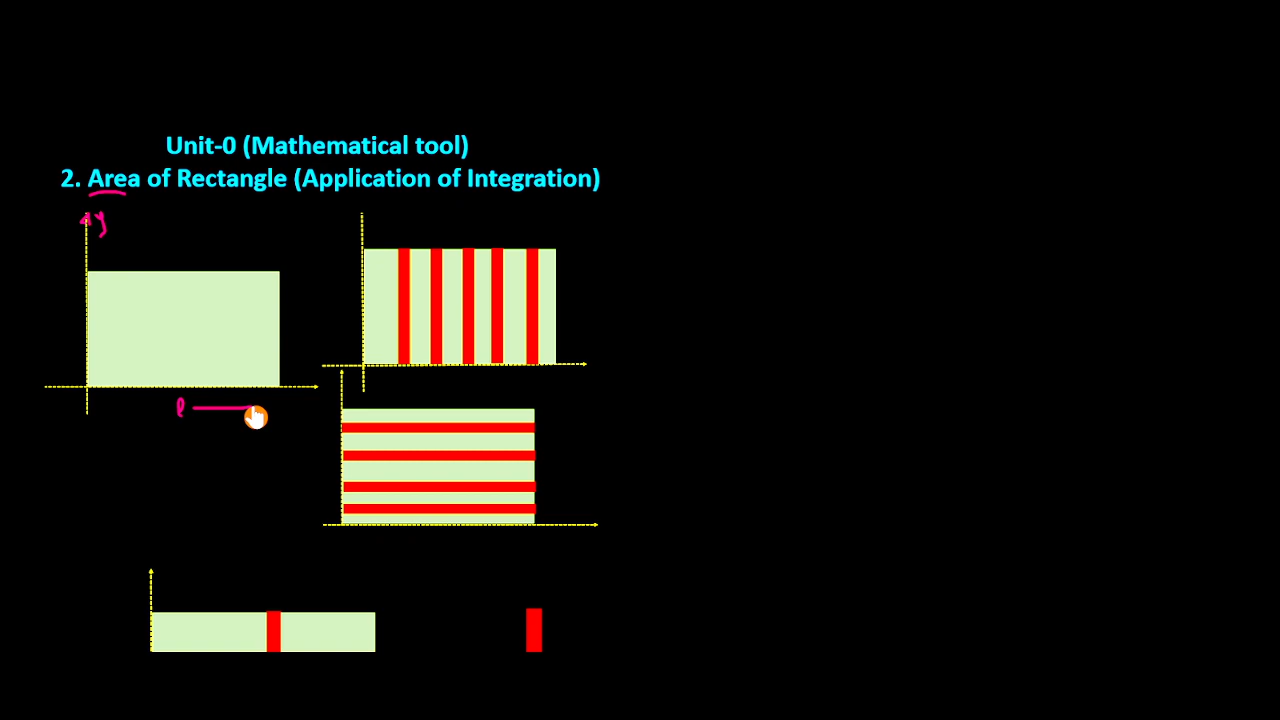 Unit-0 (Mathematical tool)
2. Area of Rectangle (Application of Integration)
y
l